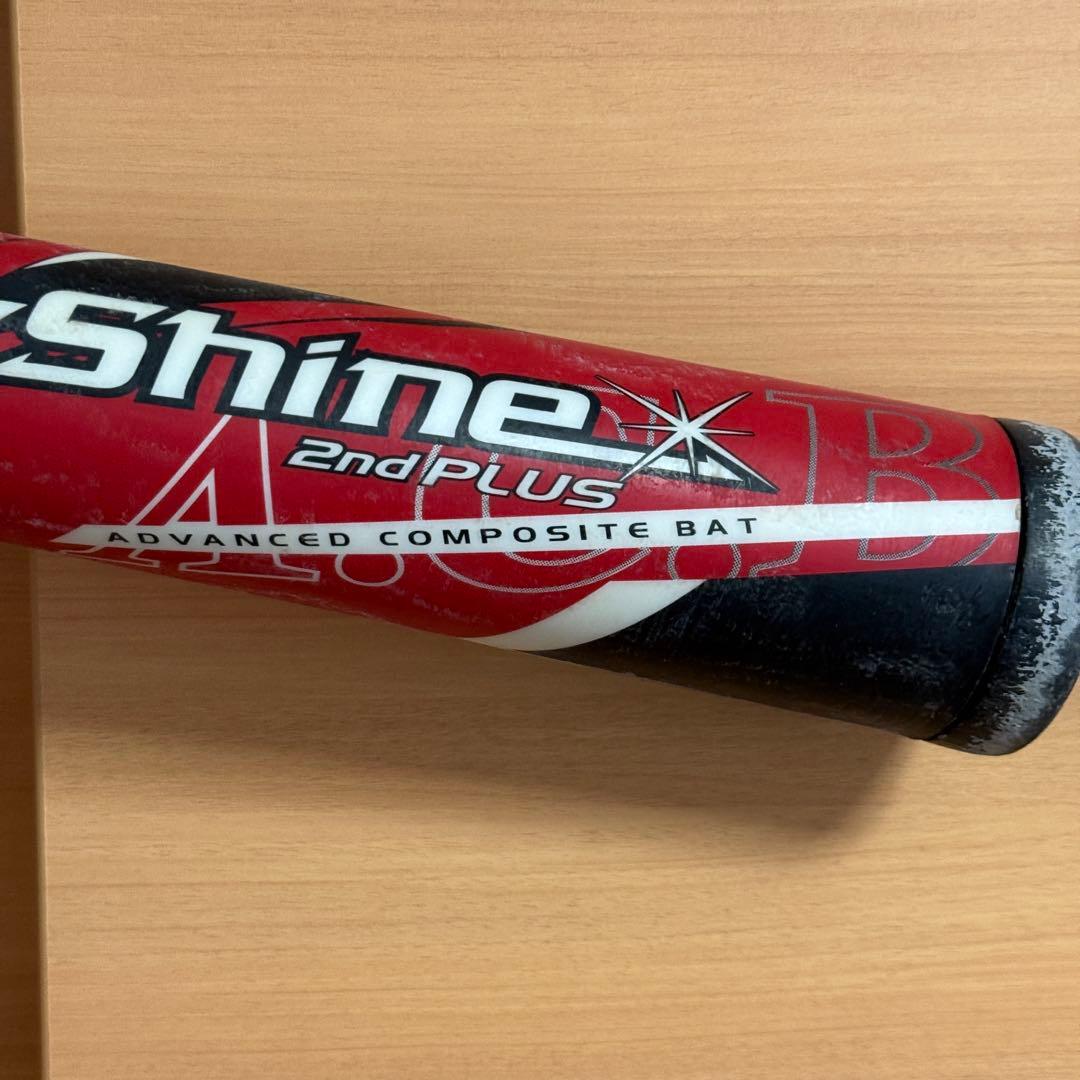 Shine
2nd PLUS
ADVANCED COMPOSITE BAT
A.C.B